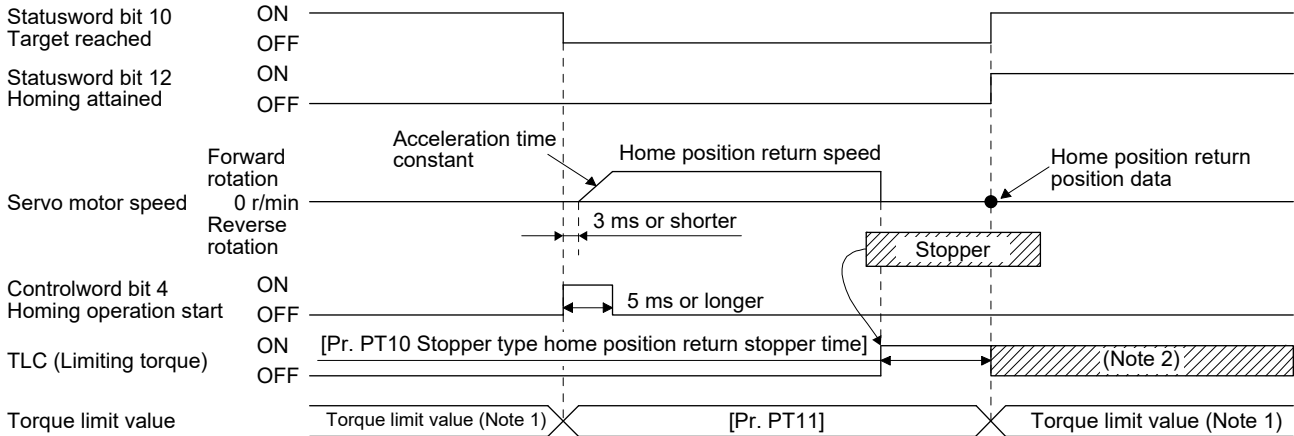 Statusword bit 10
Target reached
ON
OFF
Statusword bit 12
Homing attained
ON
OFF
Servo motor speed
Forward
rotation
0 r/min
Reverse
rotation
Acceleration time
constant
Home position return speed
Home position return
position data
3 ms or shorter
Stopper
Controlword bit 4
Homing operation start
ON
OFF
5 ms or longer
TLC (Limiting torque)
ON
OFF
[Pr. PT10 Stopper type home position return stopper time]
(Note 2)
Torque limit value
Torque limit value (Note 1)
[Pr. PT11]
Torque limit value (Note 1)